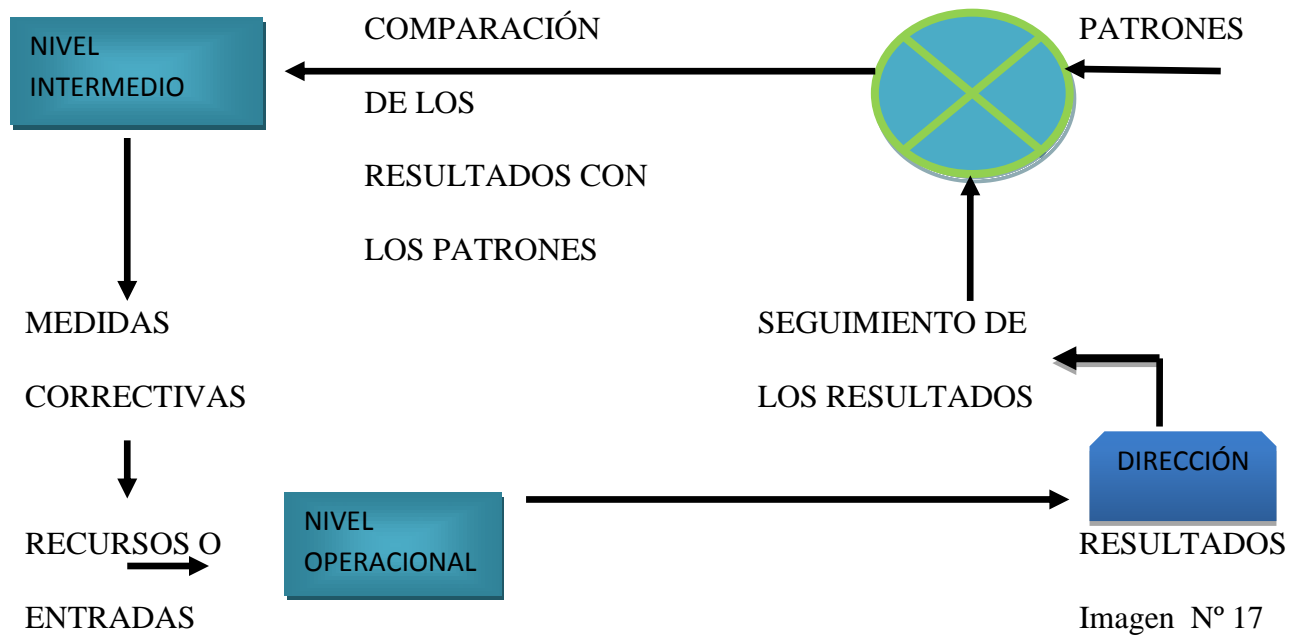 NIVEL
INTERMEDIO
COMPARACIÓN
DE LOS
RESULTADOS CON
LOS PATRONES
PATRONES
MEDIDAS
CORRECTIVAS
SEGUIMIENTO DE
LOS RESULTADOS
DIRECCIÓN
RECURSOS O
ENTRADAS
NIVEL
OPERACIONAL
RESULTADOS
Imagen Nº 17